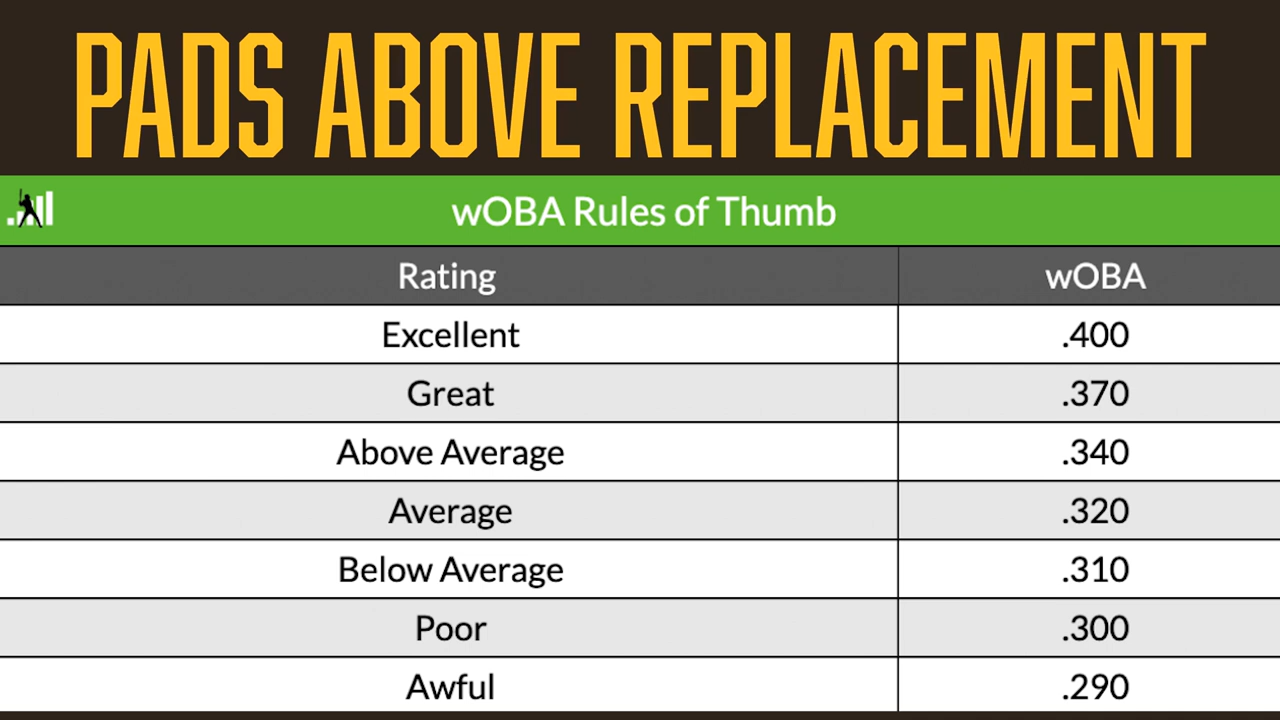 PADS ABOVE REPLACEMENT
wOBA Rules of Thumb
Rating wOBA
Excellent .400
Great .370
Above Average .340
Average .320
Below Average .310
Poor .300
Awful .290